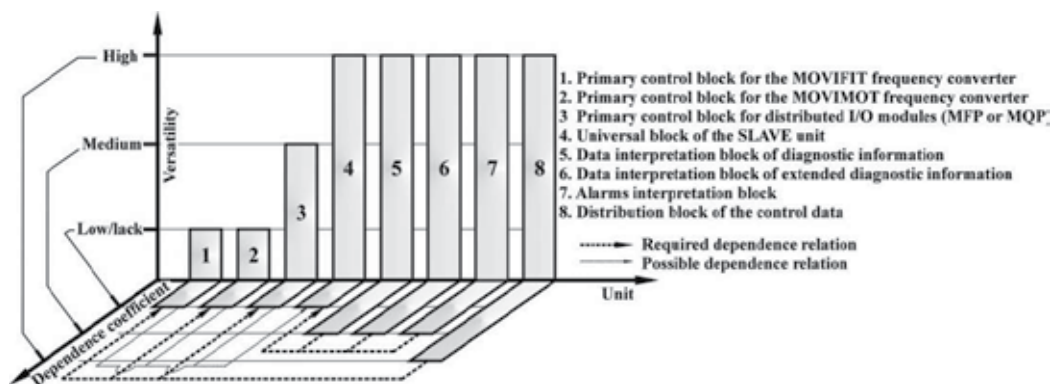 High
Medium
Low/lack
Versatility
Dependence coefficient
Unit
1
2
3
4
5
6
7
8
1. Primary control block for the MOVIFIT frequency converter
2. Primary control block for the MOVIMOT frequency converter
3 Primary control block for distributed I/O modules (MFP or MQP)
4. Universal block of the SLAVE unit
5. Data interpretation block of diagnostic information
6. Data interpretation block of extended diagnostic information
7. Alarms interpretation block
8. Distribution block of the control data
Required dependence relation
Possible dependence relation